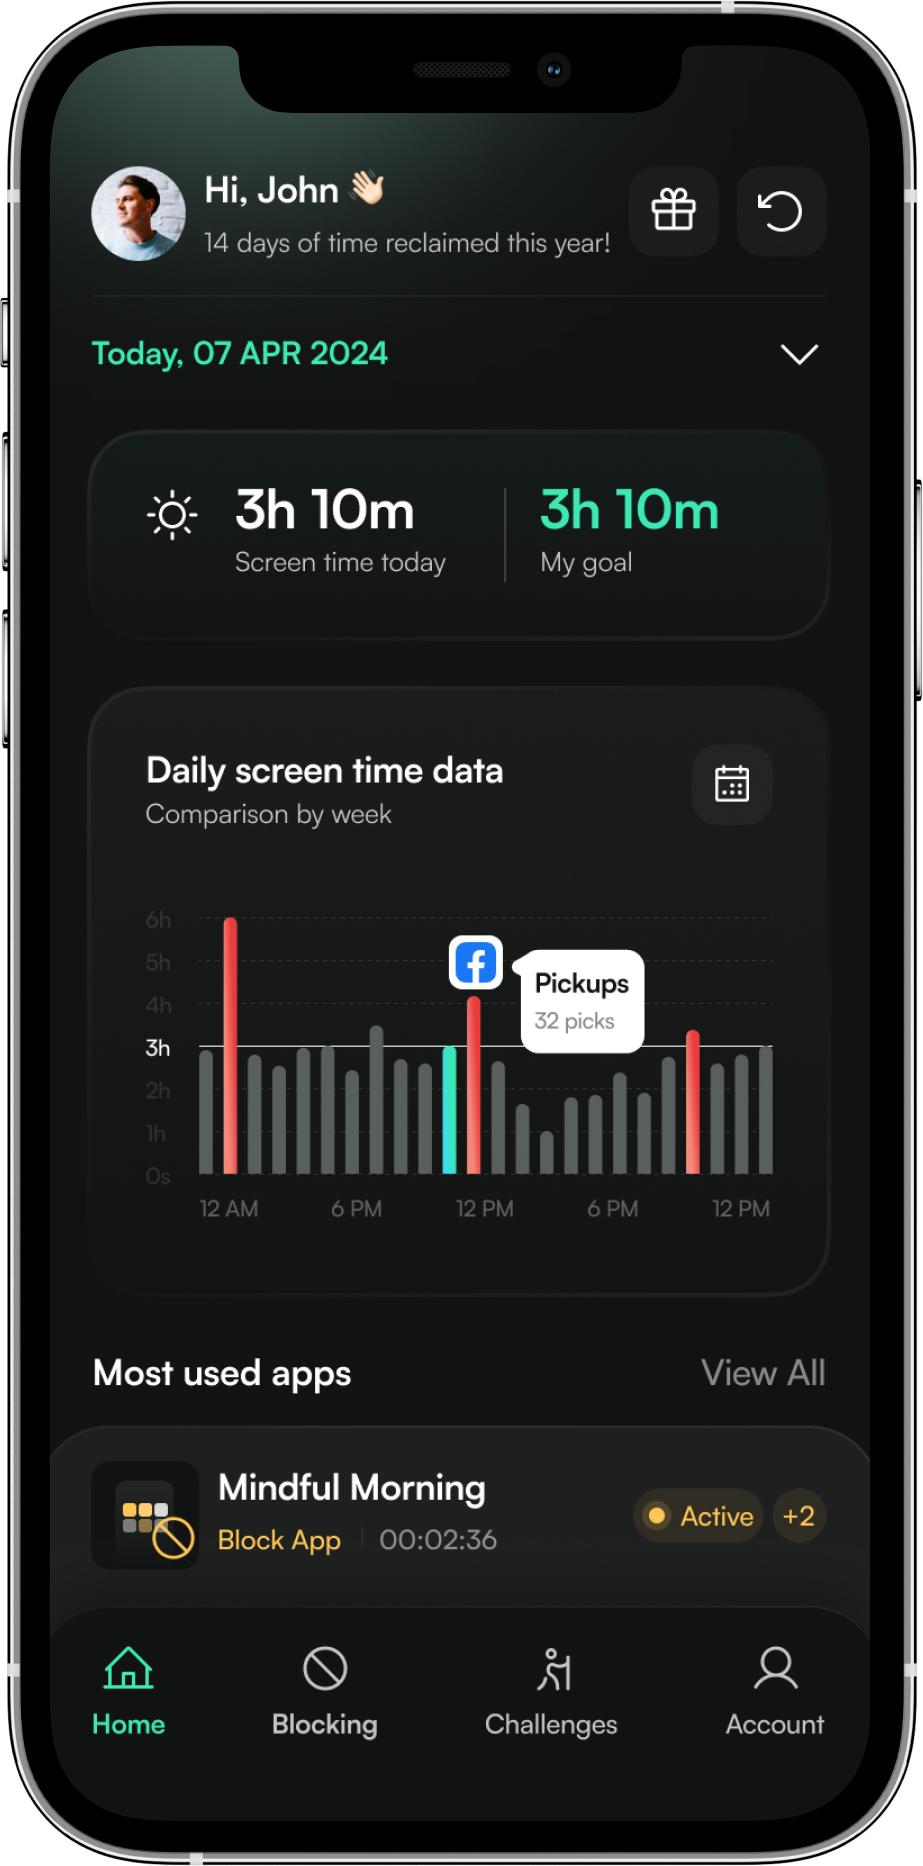 Hi, John 👋🏻
14 days of time reclaimed this year!
Today, 07 APR 2024
3h 10m
Screen time today
3h 10m
My goal
Daily screen time data
Comparison by week
6h
5h
4h
3h
2h
1h
0s
Pickups
32 picks
12 AM 6 PM 12 PM 6 PM 12 PM
Most used apps
View All
Mindful Morning
Block App 00:02:36
Active
+2
Home
Blocking
Challenges
Account